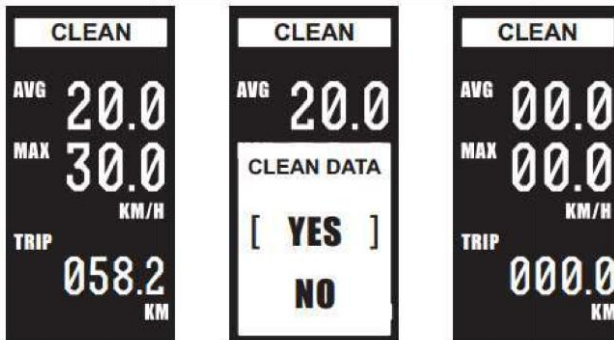 CLEAN
AVG 20.0
MAX 30.0
KM/H
TRIP
058.2
KM
CLEAN
AVG 20.0
CLEAN DATA
[ YES ]
NO
CLEAN
AVG 00.0
MAX 00.0
KM/H
TRIP
000.0
KM